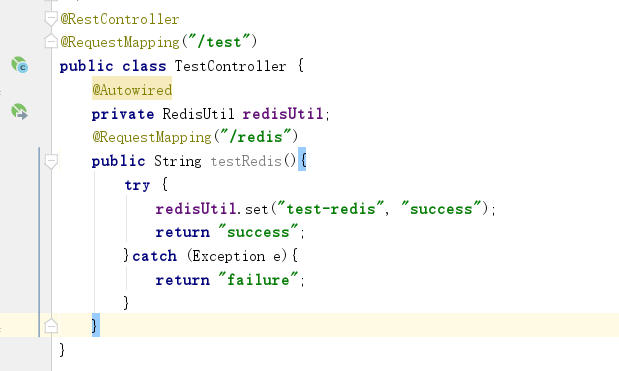 @RestController
@RequestMapping("/test")
public class TestController {
    @Autowired
    private RedisUtil redisUtil;
    @RequestMapping("/redis")
    public String testRedis(){
        try {
            redisUtil.set("test-redis", "success");
            return "success";
        }catch (Exception e){
            return "failure";
        }
    }
}